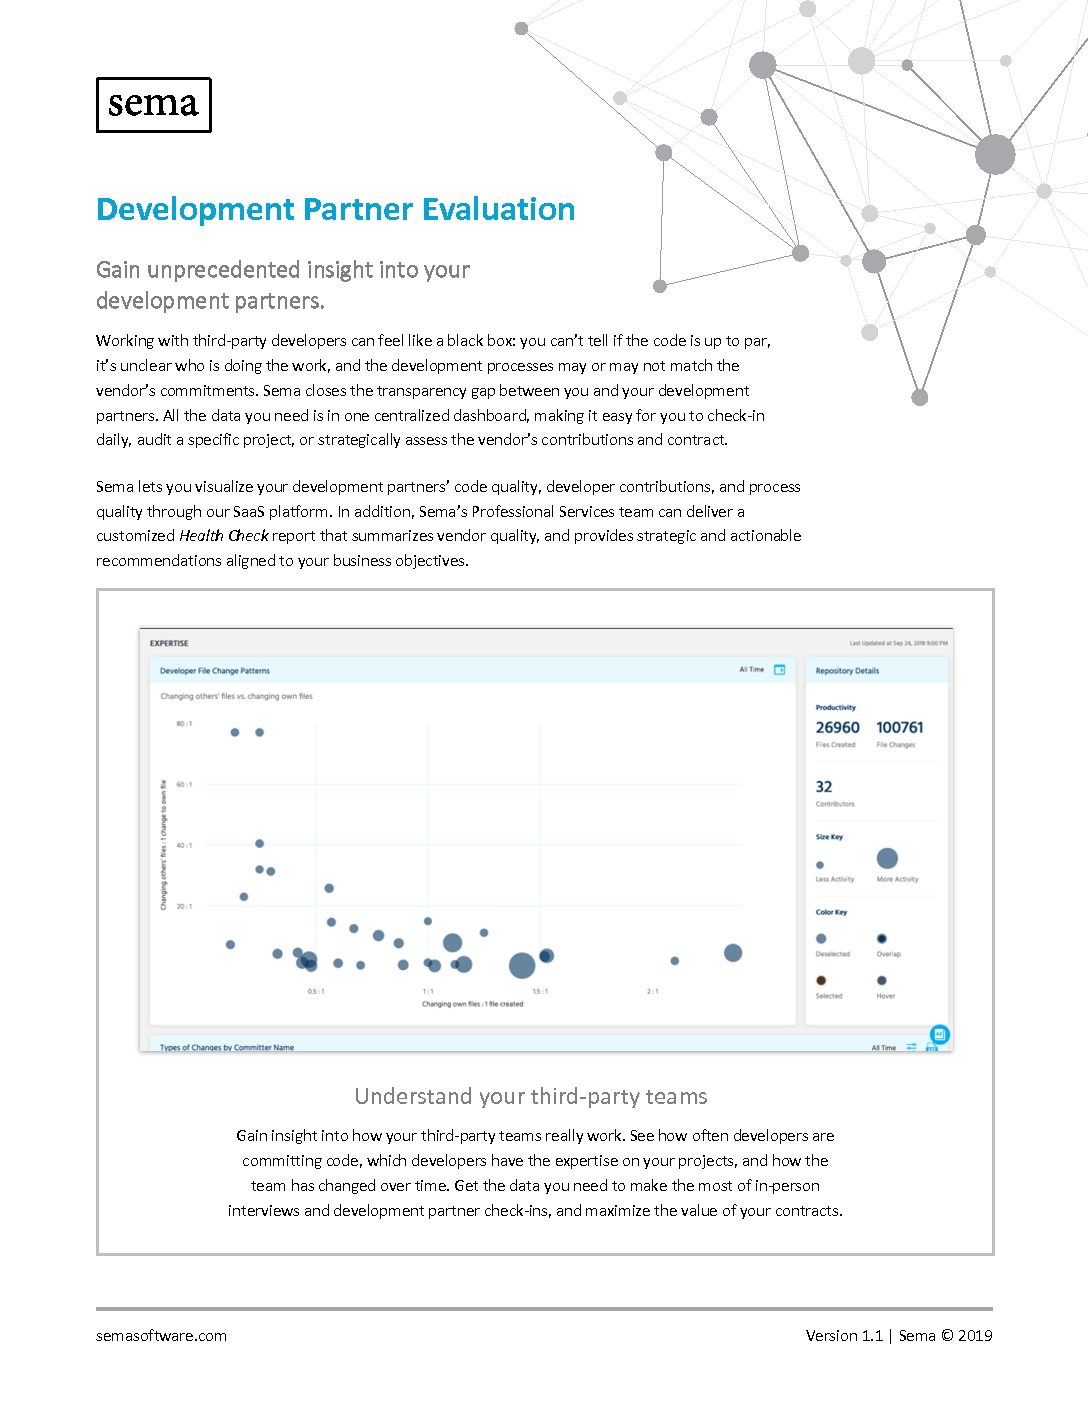 sema
Development Partner Evaluation
Gain unprecedented insight into your
development partners.
Working with third-party developers can feel like a black box: you can't tell if the code is up to par,
it's unclear who is doing the work, and the development processes may or may not match the
vendor's commitments. Sema closes the transparency gap between you and your development
partners. All the data you need is in one centralized dashboard, making it easy for you to check-in
daily, audit a specific project, or strategically assess the vendor's contributions and contract.
Sema lets you visualize your development partners' code quality, developer contributions, and process
quality through our SaaS platform. In addition, Sema's Professional Services team can deliver a
customized Health Check report that summarizes vendor quality, and provides strategic and actionable
recommendations aligned to your business objectives.
EXPERTISE
Last Updated at Sep 24, 2018 9:00 PM
Developer File Change Patterns
All Time
Changing others' files vs. changing own files
Changing others' files : 1 change to own file
80 : 1
60 : 1
40 : 1
20 : 1
0.5 : 1
1 : 1
1.5 : 1
2 : 1
Changing own files : 1 file created
Repository Details
Productivity
26960 100761
Files Created File Changes
32
Contributors
Size Key
Less Activity More Activity
Color Key
Deselected Overlap
Selected Hover
Types of Changes by Committer Name
All Time
Understand your third-party teams
Gain insight into how your third-party teams really work. See how often developers are
committing code, which developers have the expertise on your projects, and how the
team has changed over time. Get the data you need to make the most of in-person
interviews and development partner check-ins, and maximize the value of your contracts.
semasoftware.com
Version 1.1 | Sema © 2019